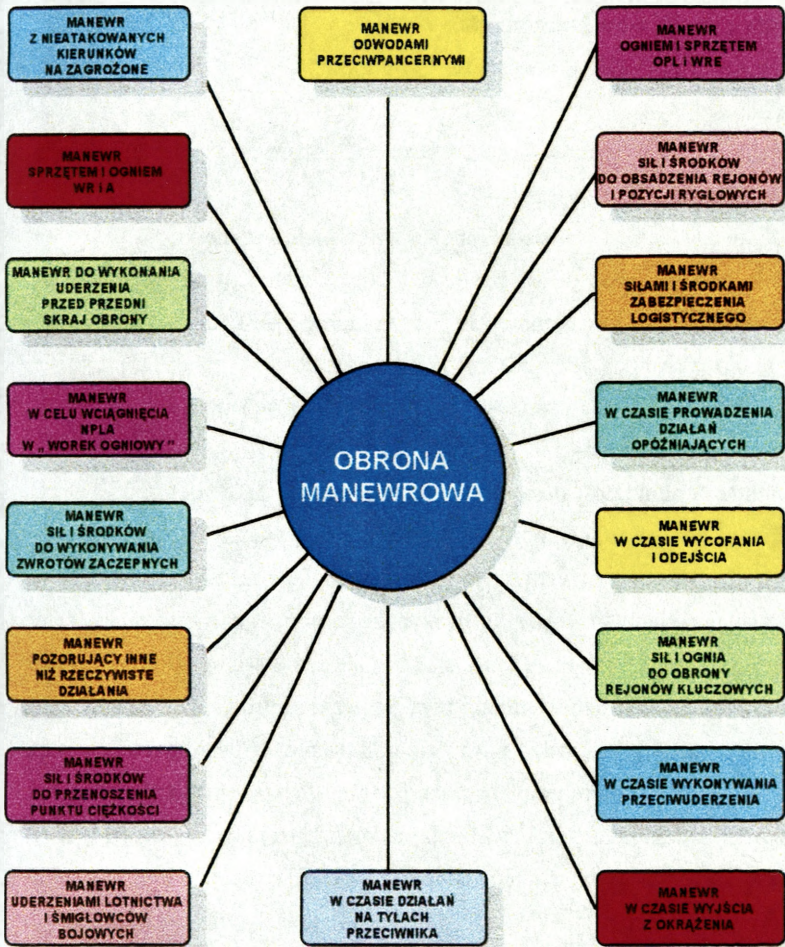 MANEWR
Z NIEATAKOWANYCH
KIERUNKÓW
NA ZAGROŻONE
MANEWR
ODWODAMI
PRZECIWPANCERNYMI
MANEWR
OGNIEM I SPRZĘTEM
OPL I WRE
MANEWR
SPRZĘTEM I OGNIEM
WR I A
MANEWR
SIŁ I ŚRODKÓW
DO OBSADZENIA REJONÓW
I POZYCJI RYGLOWYCH
MANEWR DO WYKONANIA
UDERZENIA
PRZED PRZEDNI
SKRAJ OBRONY
MANEWR
SIŁAMI I ŚRODKAMI
ZABEZPIECZENIA
LOGISTYCZNEGO
MANEWR
W CELU WCIĄGNIĘCIA
NPLA
W „ WOREK OGNIOWY ”
MANEWR
W CZASIE PROWADZENIA
DZIAŁAŃ
OPÓŹNIAJĄCYCH
OBRONA
MANEWROWA
MANEWR
SIŁ I ŚRODKÓW
DO WYKONYWANIA
ZWROTÓW ZACZEPNYCH
MANEWR
W CZASIE WYCOFANIA
I ODEJŚCIA
MANEWR
POZORUJĄCY INNE
NIŻ RZECZYWISTE
DZIAŁANIA
MANEWR
SIŁ I OGNIA
DO OBRONY
REJONÓW KLUCZOWYCH
MANEWR
SIŁ I ŚRODKÓW
DO PRZENOSZENIA
PUNKTU CIĘŻKOŚCI
MANEWR
W CZASIE WYKONYWANIA
PRZECIWUDERZENIA
MANEWR
UDERZENIAMI LOTNICTWA
I ŚMIGŁOWCÓW
BOJOWYCH
MANEWR
W CZASIE DZIAŁAŃ
NA TYŁACH
PRZECIWNIKA
MANEWR
W CZASIE WYJŚCIA
Z OKRĄŻENIA